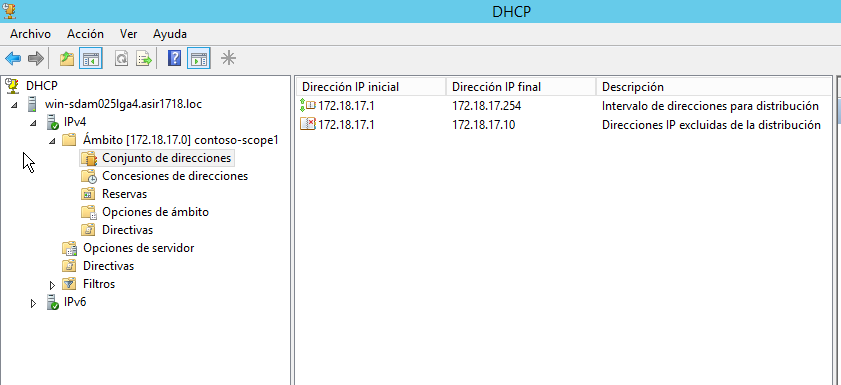 DHCP
Archivo Acción Ver Ayuda
DHCP
win-sdam025lga4.asir1718.loc
IPv4
Ámbito [172.18.17.0] contoso-scope1
Conjunto de direcciones
Concesiones de direcciones
Reservas
Opciones de ámbito
Directivas
Opciones de servidor
Directivas
Filtros
IPv6
Dirección IP inicial Dirección IP final Descripción
172.18.17.1 172.18.17.254 Intervalo de direcciones para distribución
172.18.17.1 172.18.17.10 Direcciones IP excluidas de la distribución